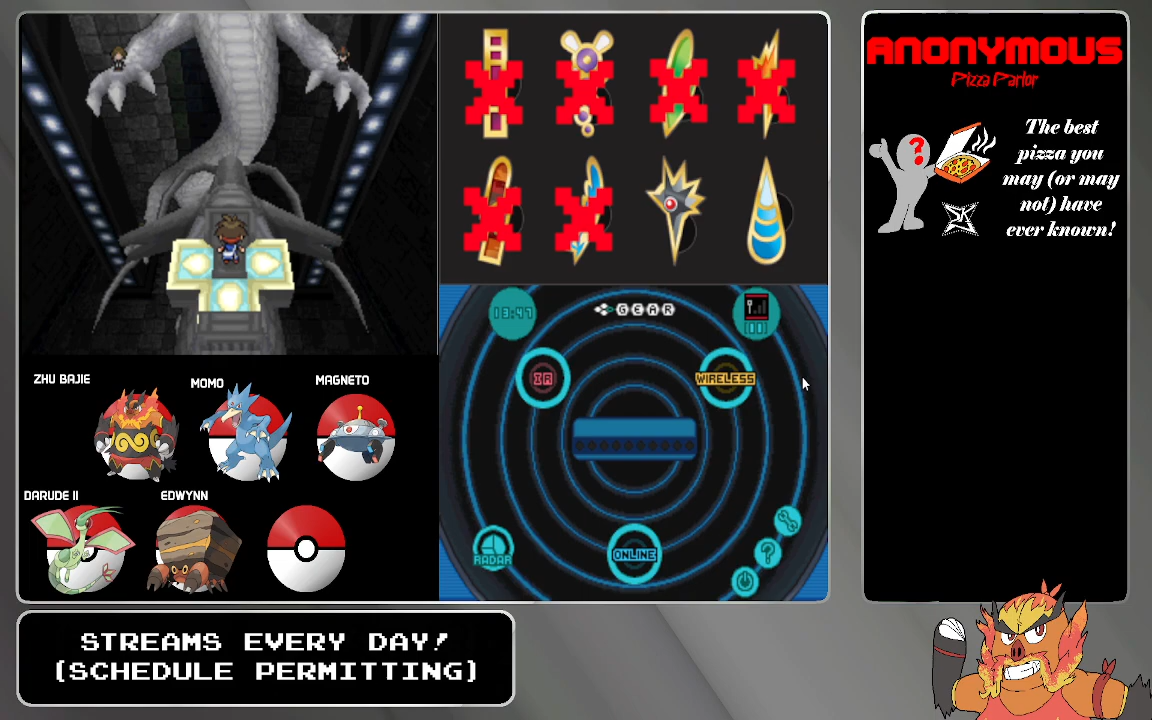 13:47
GEAR
IR
WIRELESS
RADAR
ONLINE
?
ZHU BAJIE
MOMO
MAGNETO
DARUDE II
EDWYNN
ANONYMOUS
Pizza Parlor
?
SK
The best
pizza you
may (or may
not) have
ever known!
STREAMS EVERY DAY!
(SCHEDULE PERMITTING)